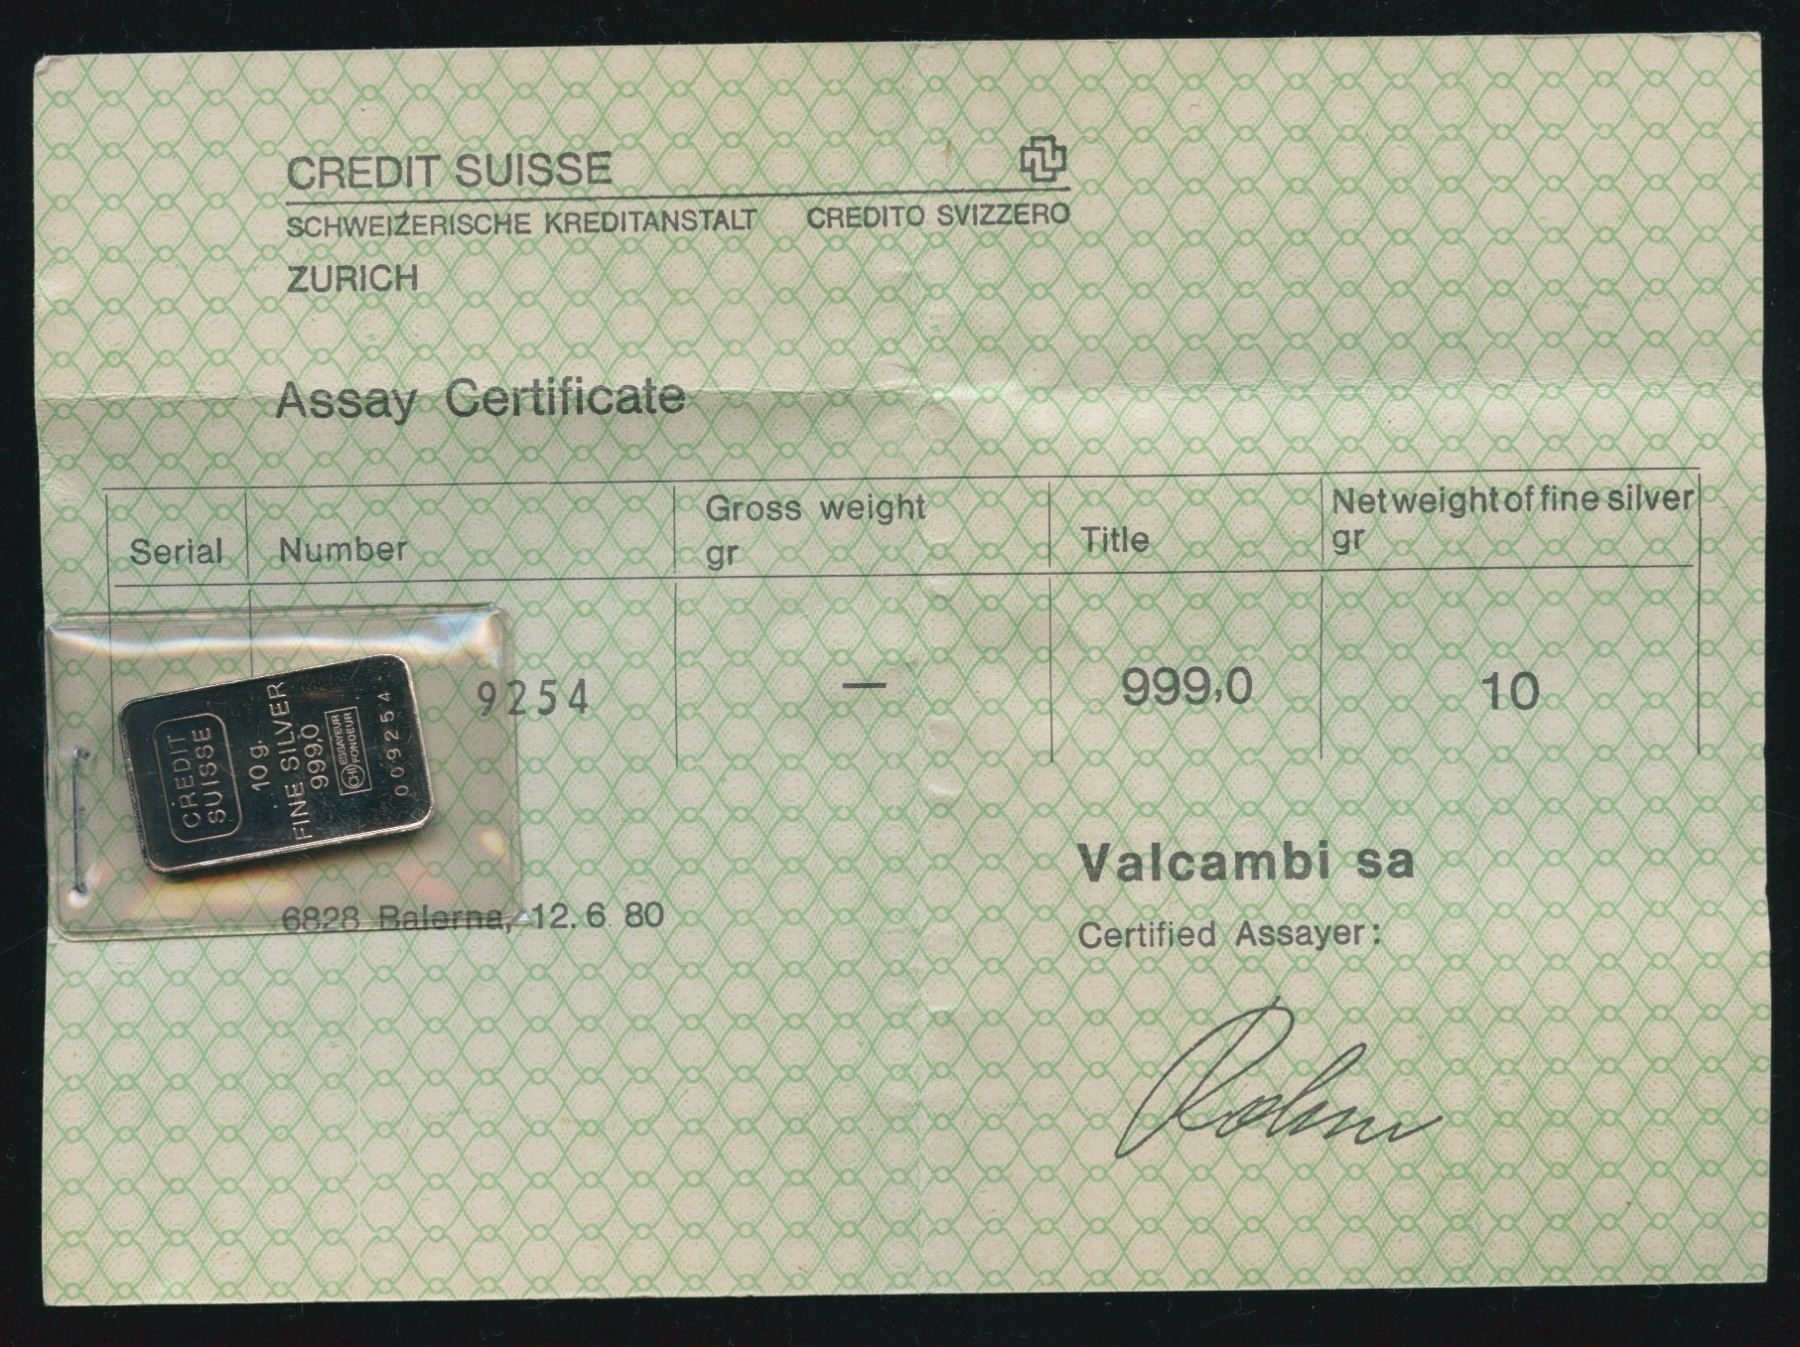 CREDIT SUISSE
SCHWEIZERISCHE KREDITANSTALT CREDITO SVIZZERO
ZURICH
Assay Certificate
Serial Number Gross weight gr Title Net weight of fine silver gr
9254 — 999,0 10
CREDIT
SUISSE
10 g.
FINE SILVER
999,0
CHI ESSAYEUR
FONDEUR
009254
6828 Balerna, 12. 6 80
Valcambi sa
Certified Assayer: